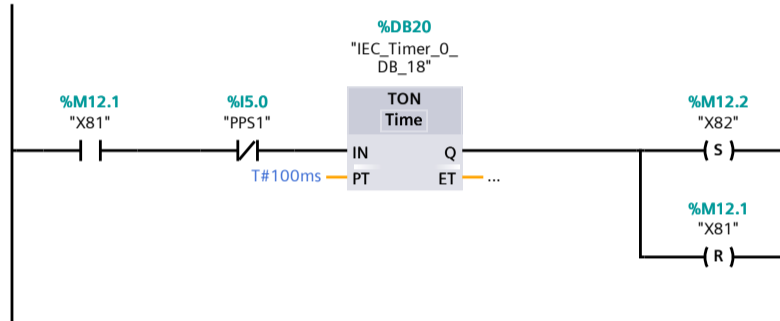 %DB20
"IEC_Timer_0_
DB_18"
%M12.1
"X81"
%I5.0
"PPS1"
TON
Time
%M12.2
"X82"
IN
Q
S
T#100ms
PT
ET
...
%M12.1
"X81"
R